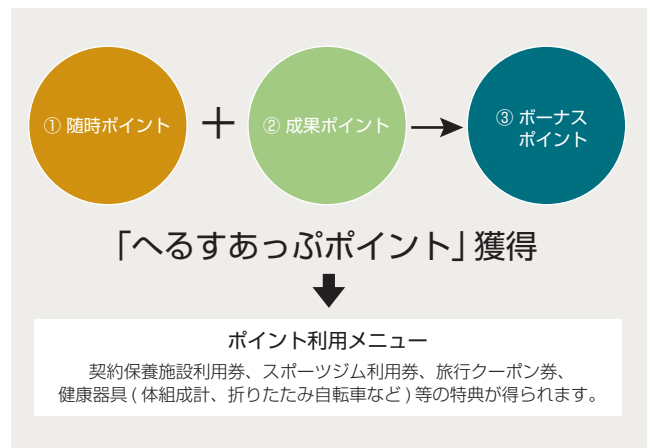 ① 随時ポイント
＋
② 成果ポイント
③ ボーナス
ポイント
「へるすあっぷポイント」獲得
ポイント利用メニュー
契約保養施設利用券、スポーツジム利用券、旅行クーポン券、
健康器具(体組成計、折りたたみ自転車など)等の特典が得られます。